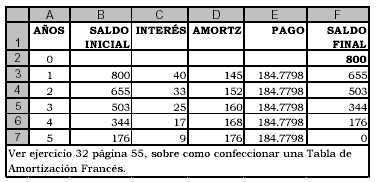 A B C D E F
1 AÑOS SALDO INICIAL INTERÉS AMORTZ PAGO SALDO FINAL
2 0 800
3 1 800 40 145 184.7798 655
4 2 655 33 152 184.7798 503
5 3 503 25 160 184.7798 344
6 4 344 17 168 184.7798 176
7 5 176 9 176 184.7798 0
Ver ejercicio 32 página 55, sobre como confeccionar una Tabla de
Amortización Francés.